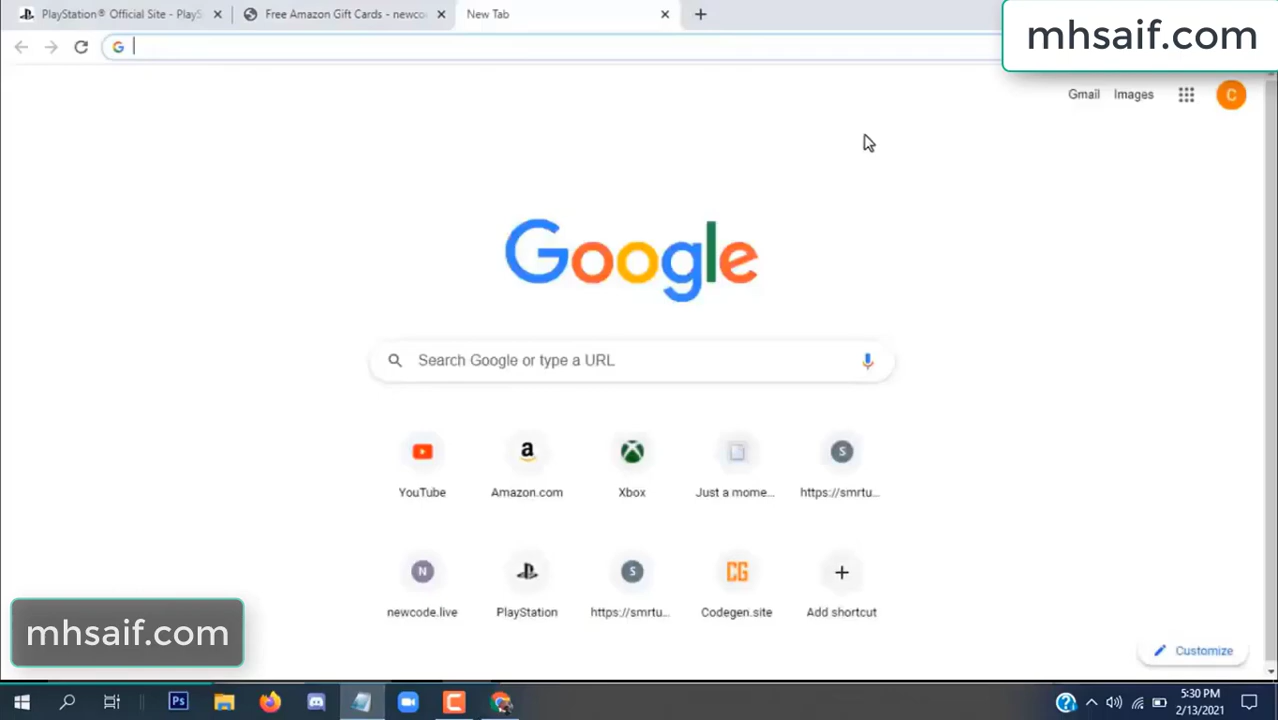 PlayStation® Official Site - PlayS
Free Amazon Gift Cards - newco
New Tab
mhsaif.com
Gmail Images
C
Google
Search Google or type a URL
YouTube
Amazon.com
Xbox
Just a mome...
S
https://smrtu...
N
newcode.live
PlayStation
S
https://smrtu...
CG
Codegen.site
Add shortcut
mhsaif.com
Customize
Ps
5:30 PM
2/13/2021